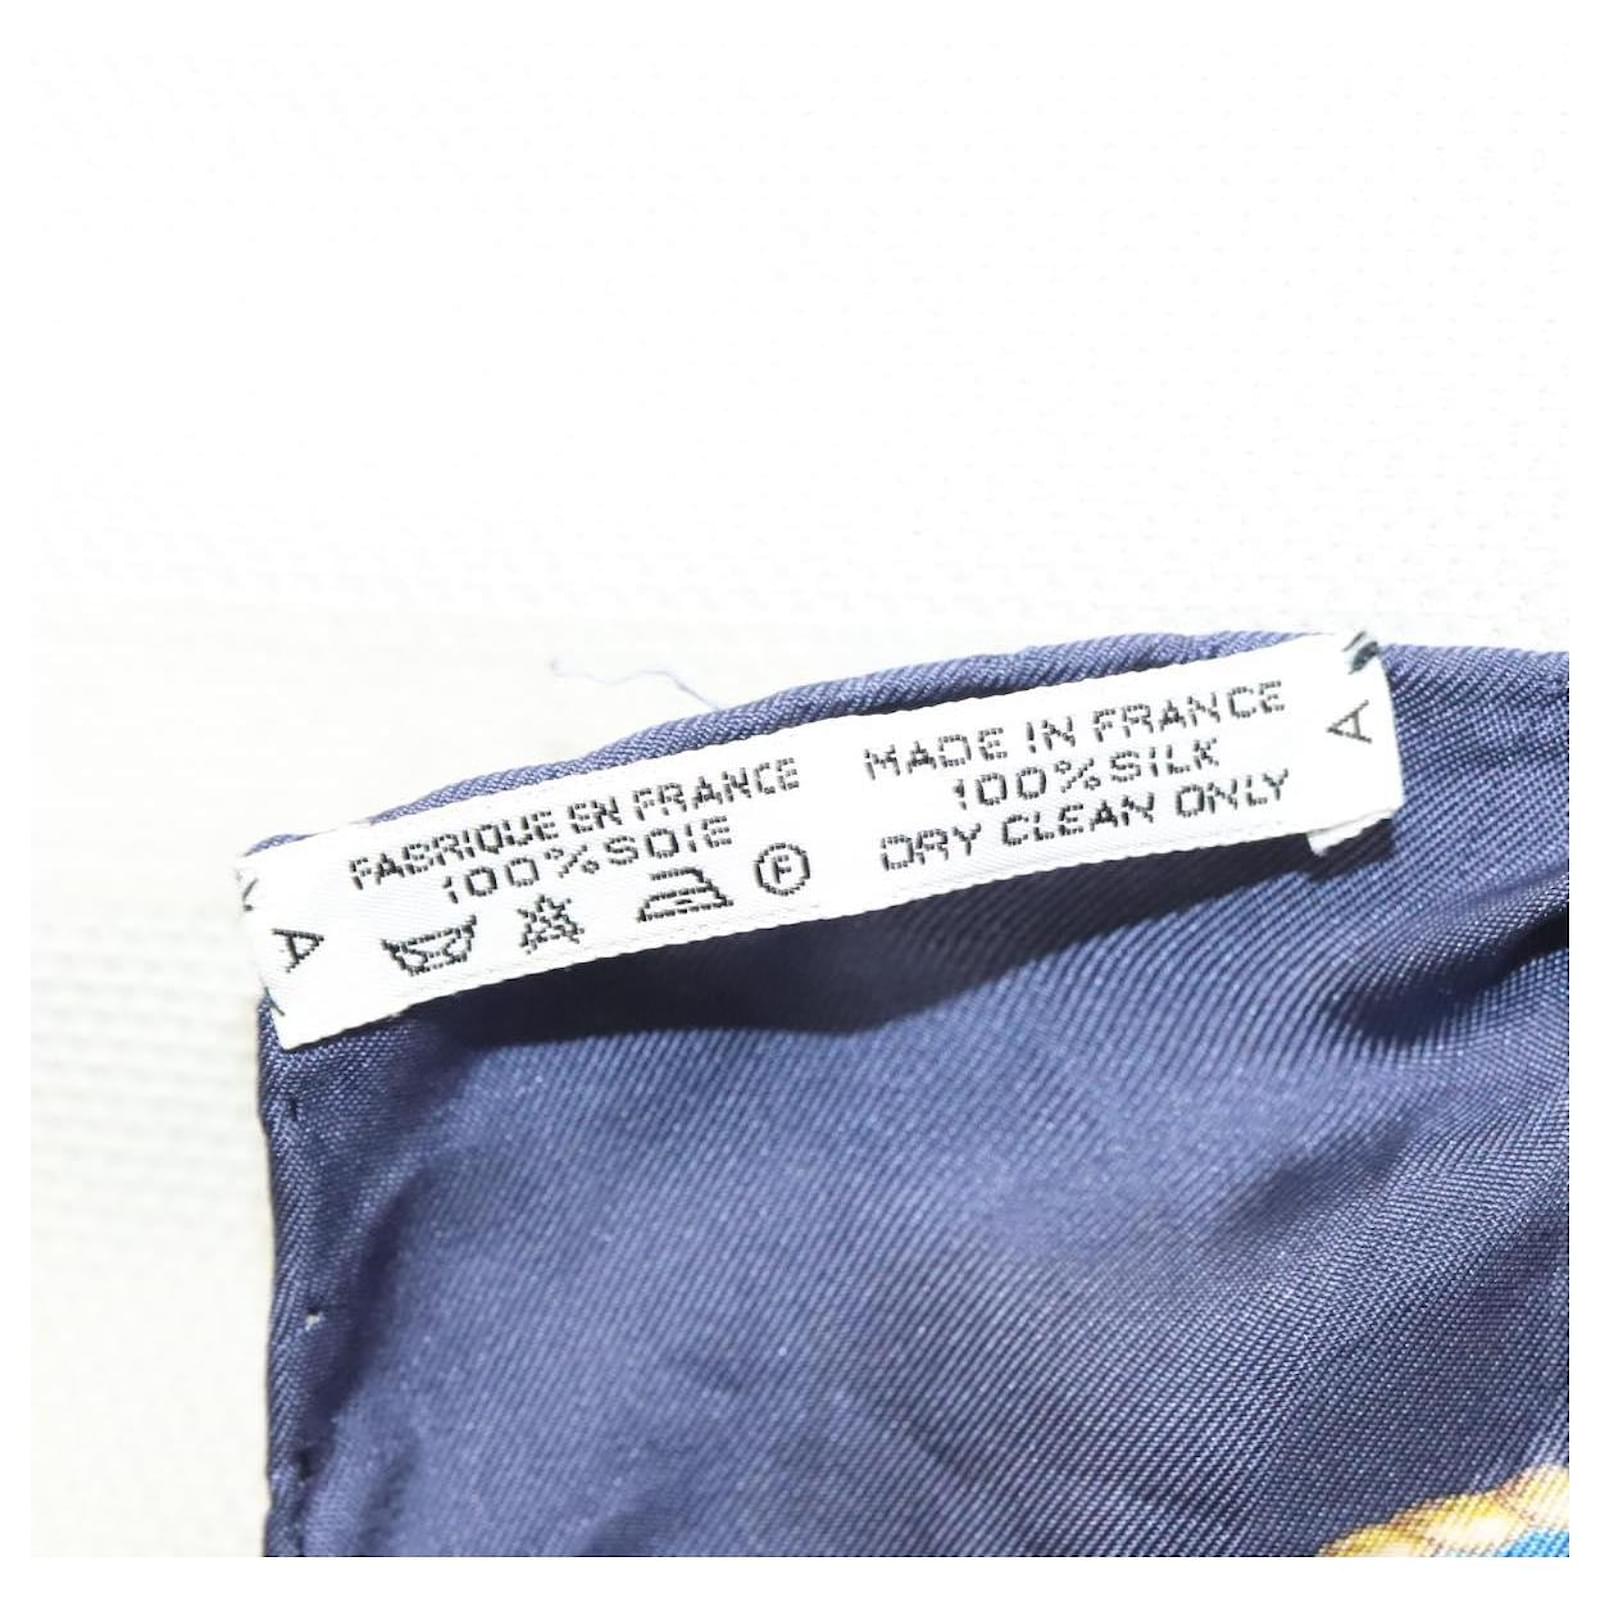 FABRIQUE EN FRANCE
100% SOIE
F
MADE IN FRANCE
100% SILK
DRY CLEAN ONLY
A
A